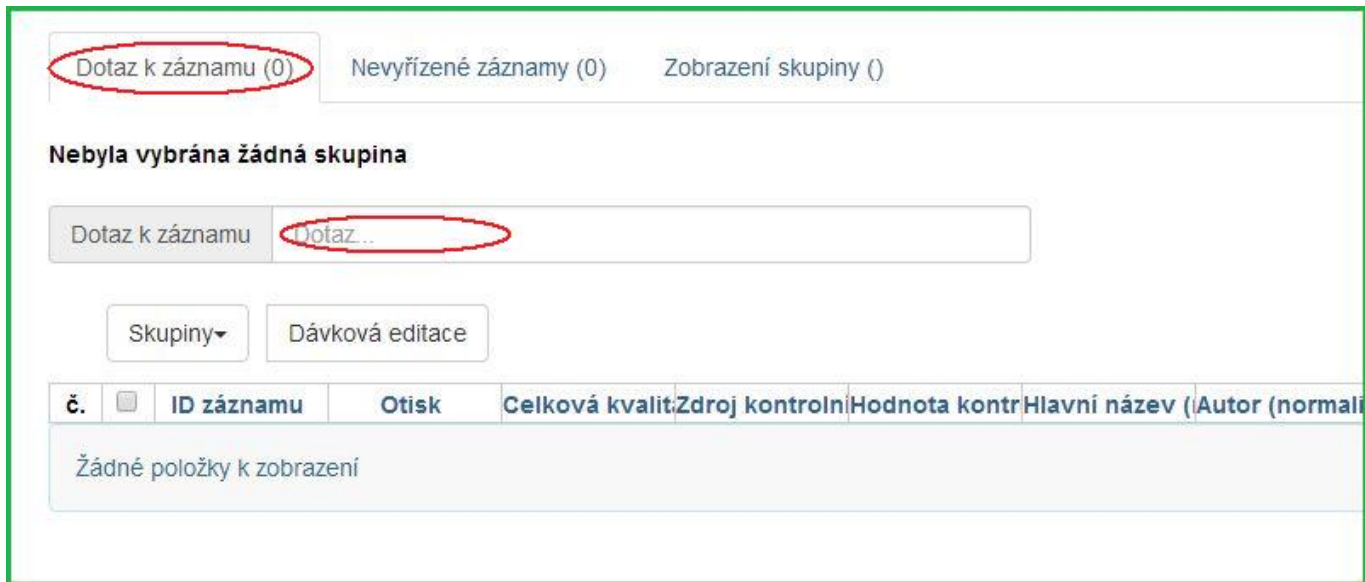 Dotaz k záznamu (0) Nevyřízené záznamy (0) Zobrazení skupiny ()
Nebyla vybrána žádná skupina
Dotaz k záznamu Dotaz...
Skupiny Dávková editace
č. ID záznamu Otisk Celková kvalit Zdroj kontrolní Hodnota kontr Hlavní název ( Autor (normali
Žádné položky k zobrazení